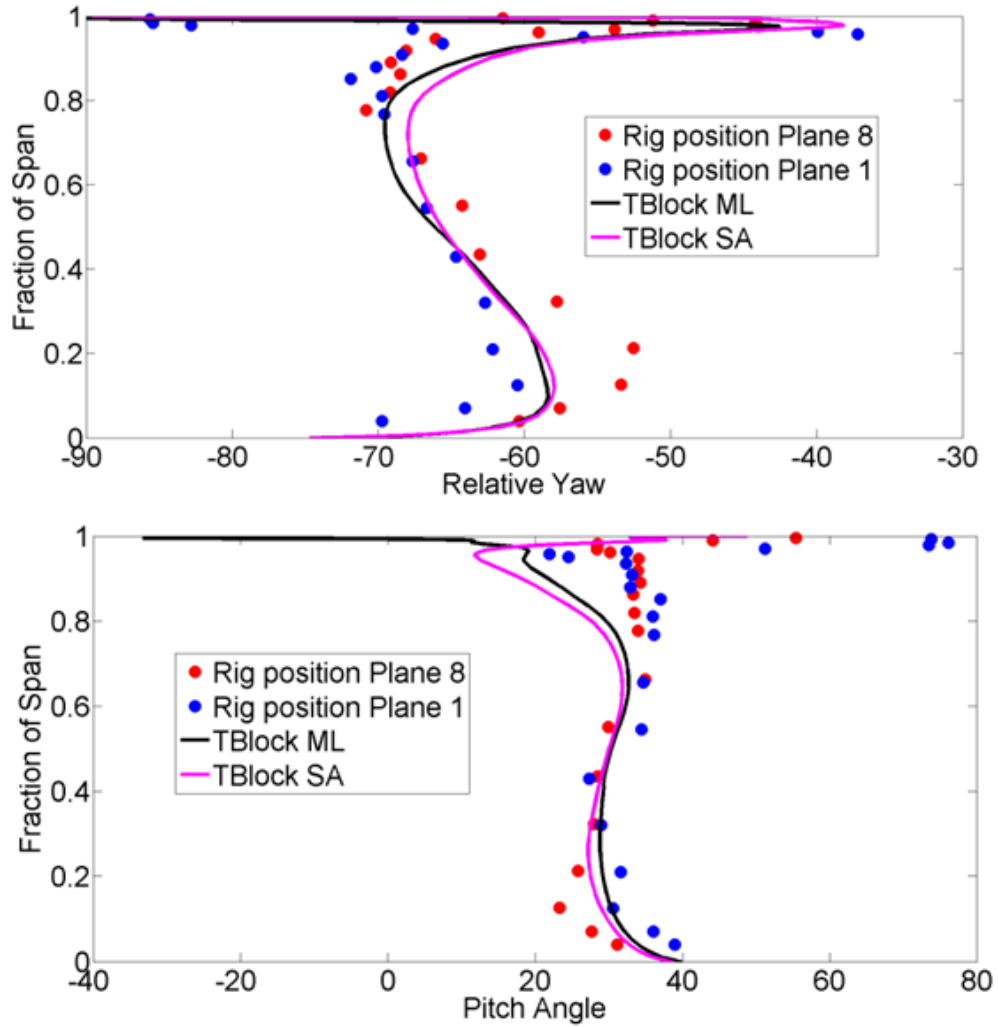 1
0.8
0.6
0.4
0.2
0
Fraction of Span
Rig position Plane 8
Rig position Plane 1
TBlock ML
TBlock SA
-90 -80 -70 -60 -50 -40 -30
Relative Yaw
1
0.8
0.6
0.4
0.2
0
Fraction of Span
Rig position Plane 8
Rig position Plane 1
TBlock ML
TBlock SA
-40 -20 0 20 40 60 80
Pitch Angle